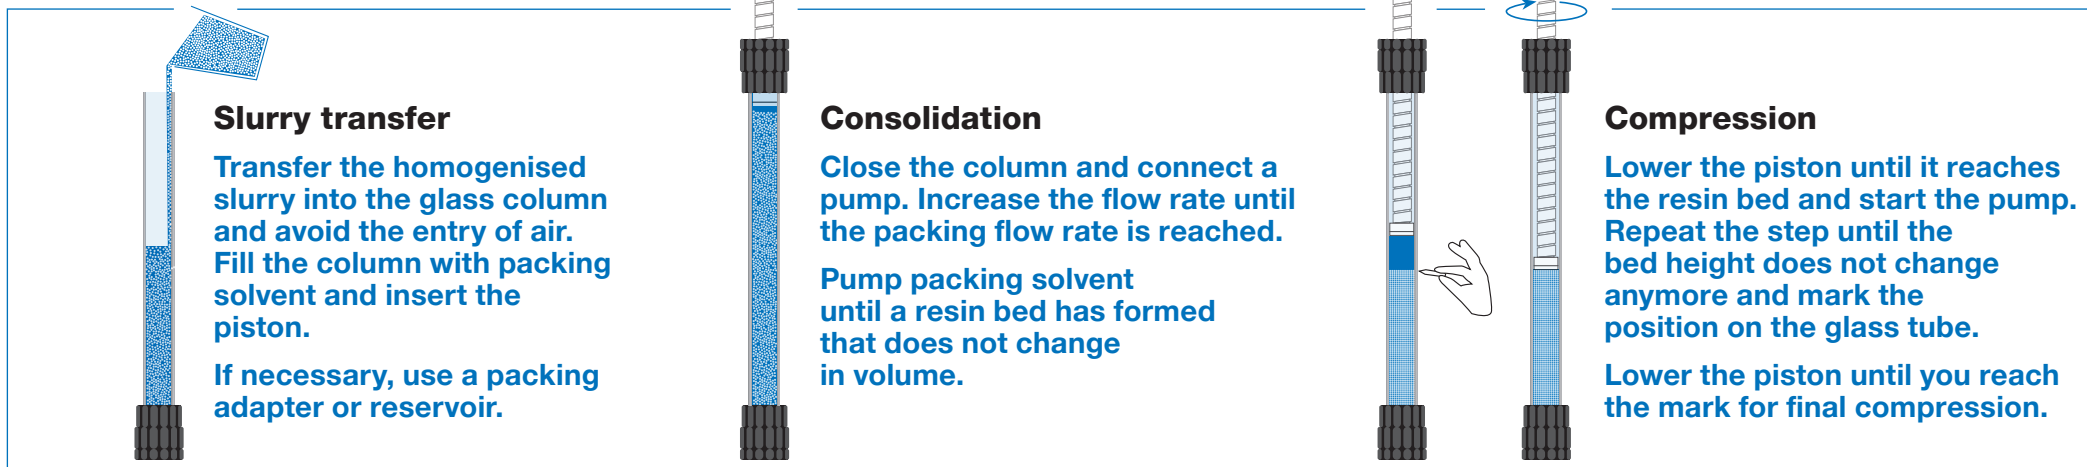 Slurry transfer
Transfer the homogenised
slurry into the glass column
and avoid the entry of air.
Fill the column with packing
solvent and insert the
piston.
If necessary, use a packing
adapter or reservoir.
Consolidation
Close the column and connect a
pump. Increase the flow rate until
the packing flow rate is reached.
Pump packing solvent
until a resin bed has formed
that does not change
in volume.
Compression
Lower the piston until it reaches
the resin bed and start the pump.
Repeat the step until the
bed height does not change
anymore and mark the
position on the glass tube.
Lower the piston until you reach
the mark for final compression.